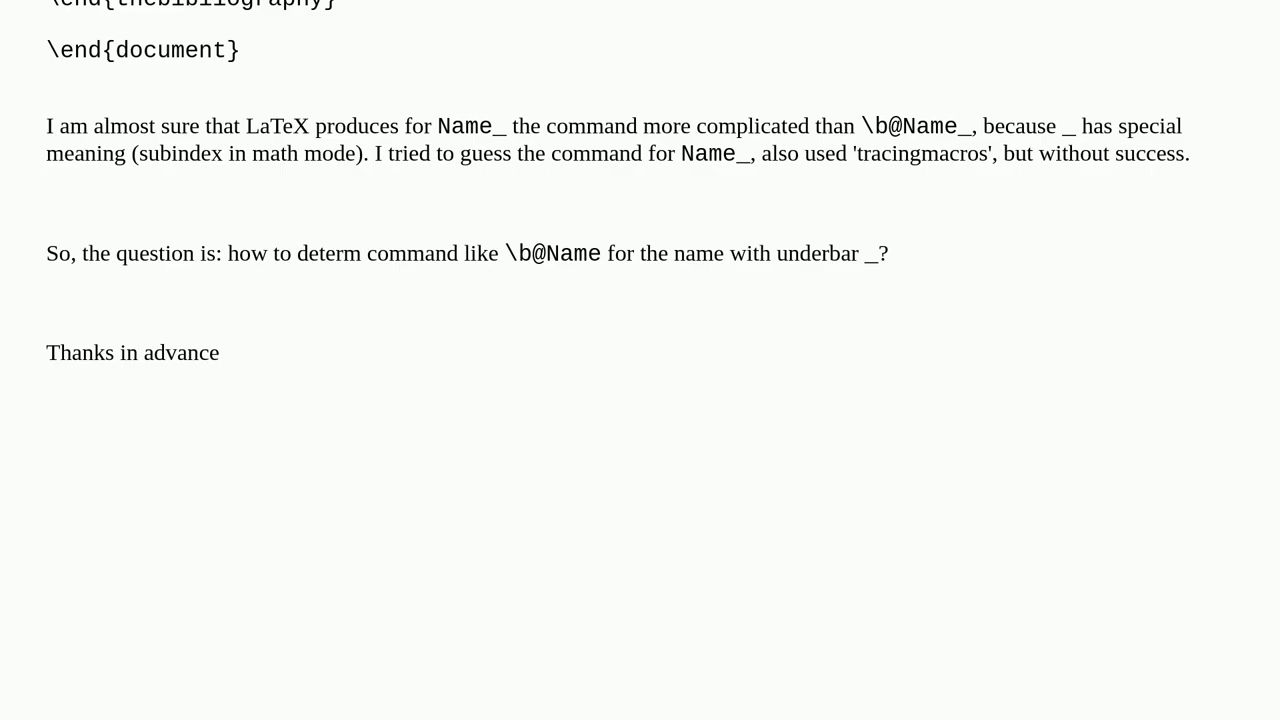 \end{thebibliography}
\end{document}
I am almost sure that LaTeX produces for Name_ the command more complicated than \b@Name_, because _ has special
meaning (subindex in math mode). I tried to guess the command for Name_, also used 'tracingmacros', but without success.
So, the question is: how to determ command like \b@Name for the name with underbar _?
Thanks in advance